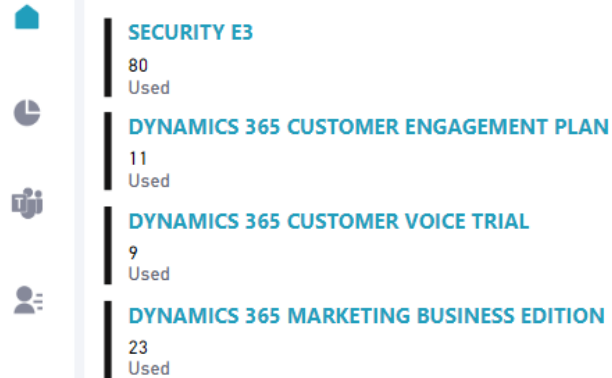 SECURITY E3
80
Used
DYNAMICS 365 CUSTOMER ENGAGEMENT PLAN
11
Used
DYNAMICS 365 CUSTOMER VOICE TRIAL
9
Used
DYNAMICS 365 MARKETING BUSINESS EDITION
23
Used